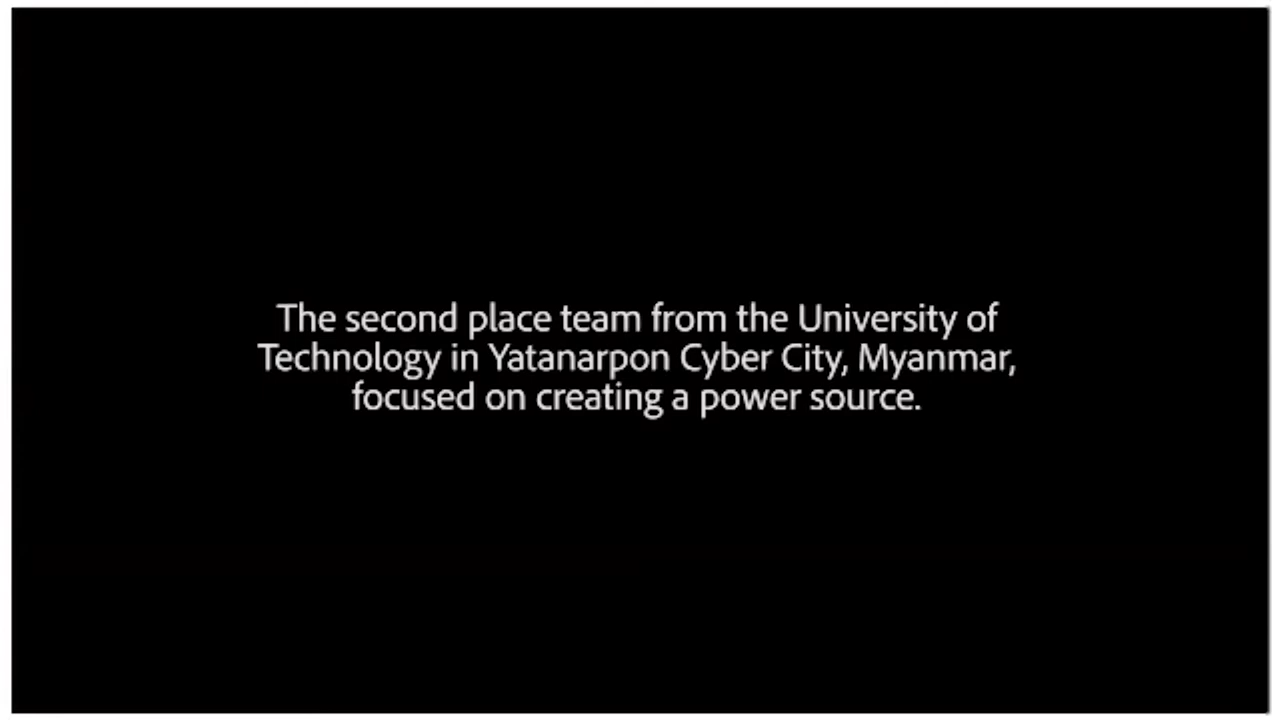 The second place team from the University of
Technology in Yatanarpon Cyber City, Myanmar,
focused on creating a power source.